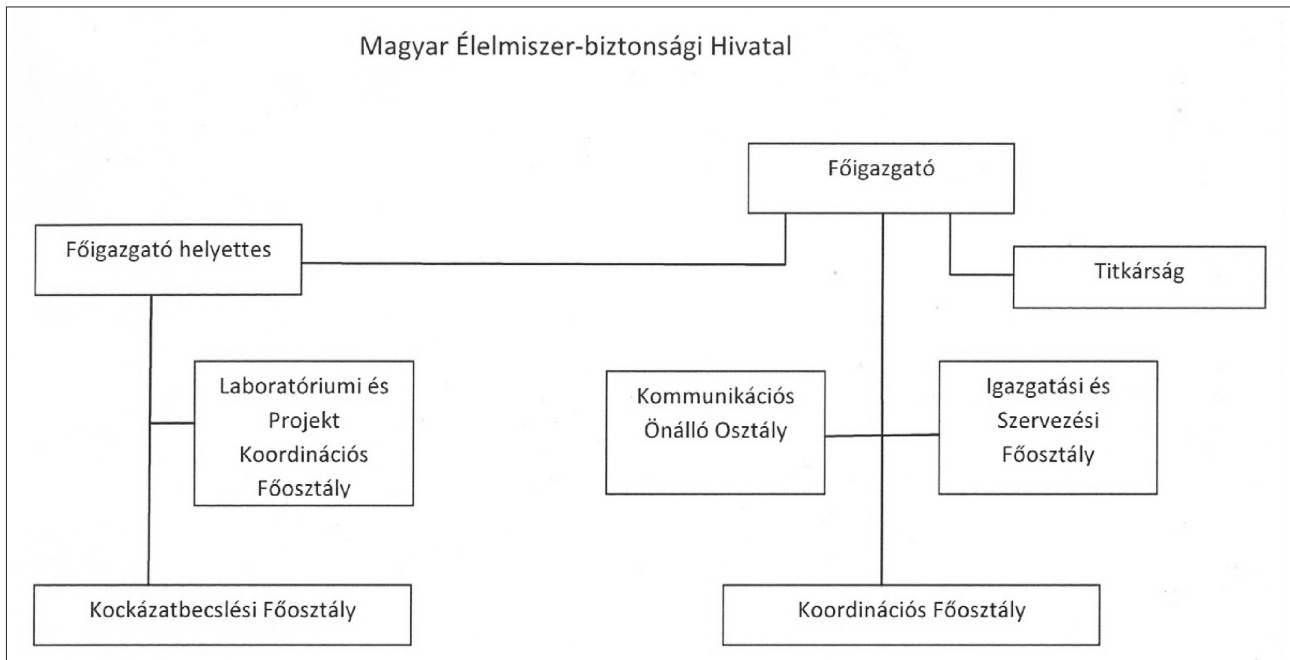 Magyar Élelmiszer-biztonsági Hivatal
Főigazgató
Főigazgató helyettes
Titkárság
Laboratóriumi és
Projekt
Koordinációs
Főosztály
Kommunikációs
Önálló Osztály
Igazgatási és
Szervezési
Főosztály
Kockázatbecslési Főosztály
Koordinációs Főosztály